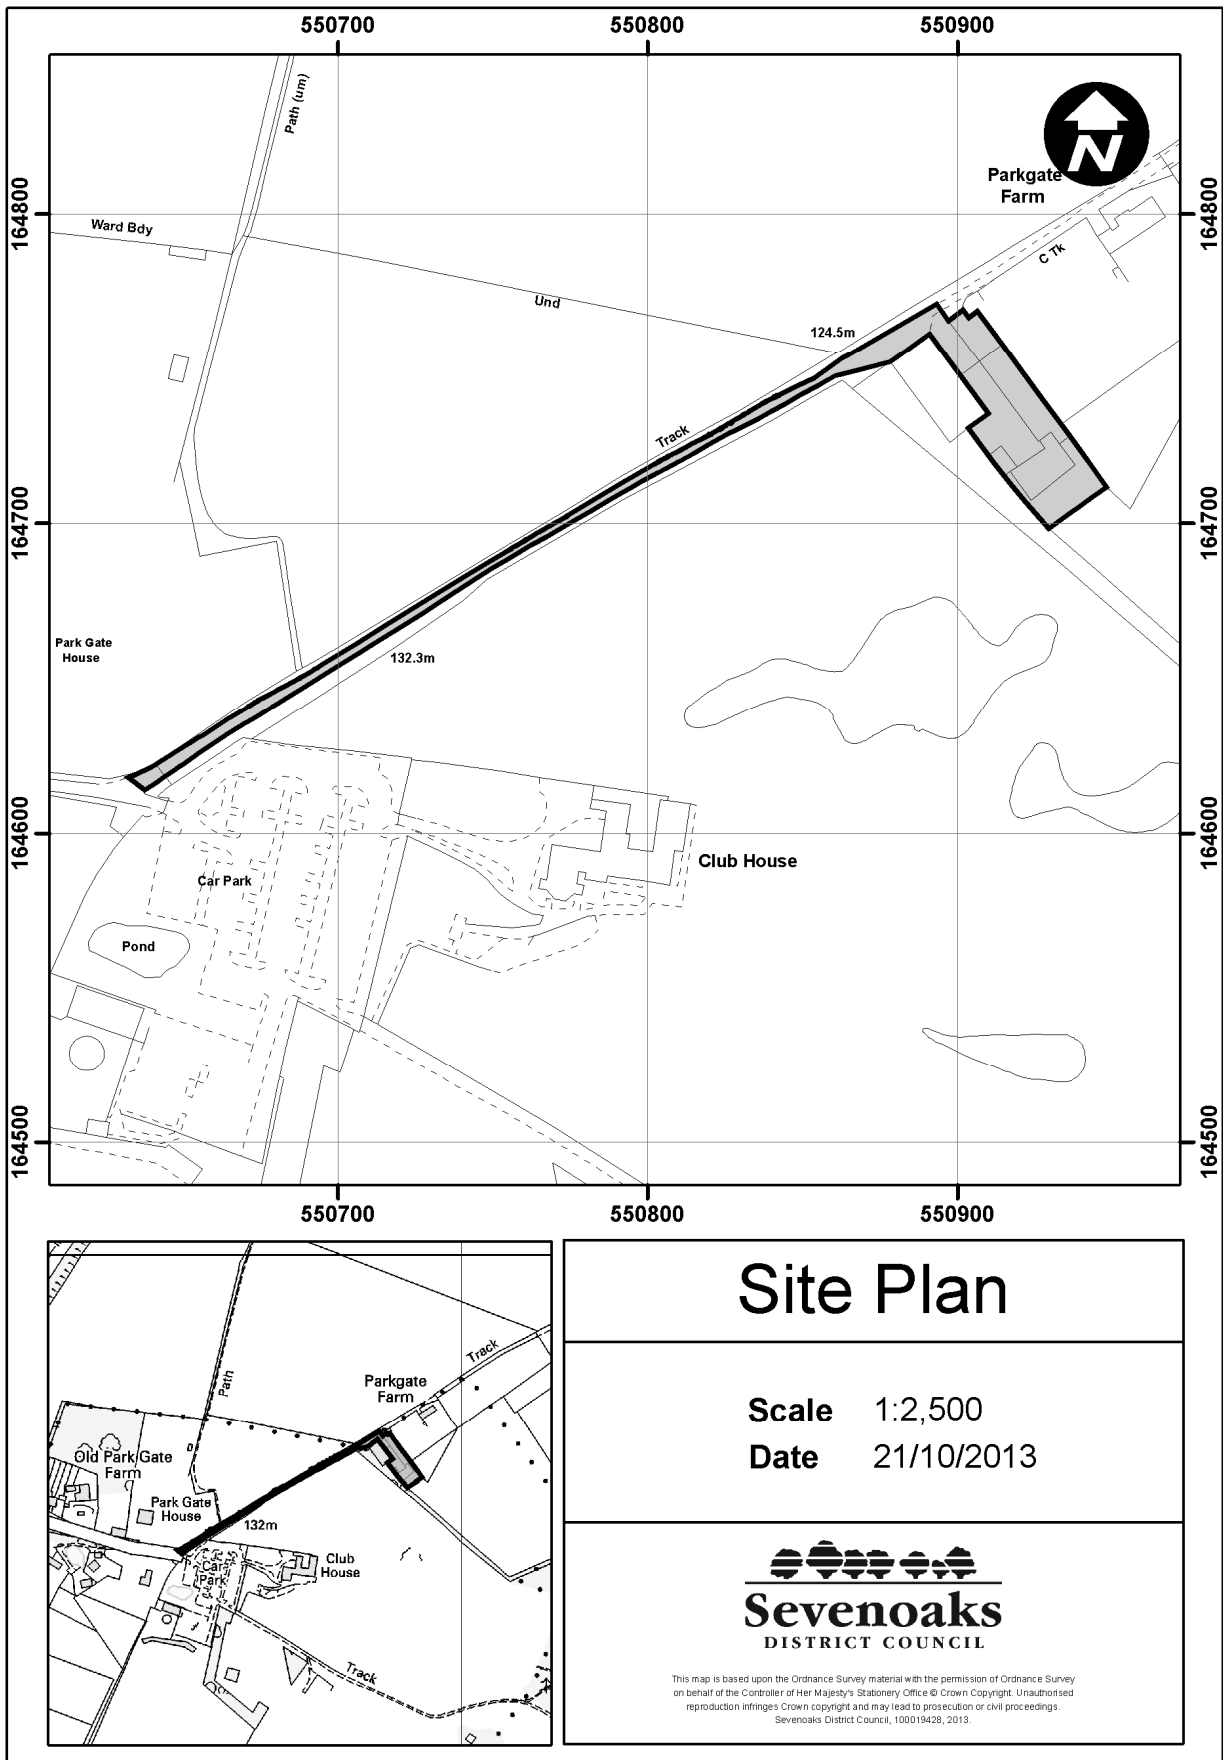 550700
550800
550900
Path (um)
N
Parkgate
Farm
164800
164800
Ward Bdy
C Tk
Und
124.5m
Track
164700
164700
Park Gate
House
132.3m
164600
164600
Club House
Car Park
Pond
164500
164500
550700
550800
550900
Track
Path
Parkgate
Farm
Old Park Gate
Farm
Park Gate
House
132m
Car
Park
Club
House
Track
Site Plan
Scale 1:2,500
Date 21/10/2013
Sevenoaks
DISTRICT COUNCIL
This map is based upon the Ordnance Survey material with the permission of Ordnance Survey
on behalf of the Controller of Her Majesty's Stationery Office © Crown Copyright. Unauthorised
reproduction infringes Crown copyright and may lead to prosecution or civil proceedings.
Sevenoaks District Council, 100019428, 2013.